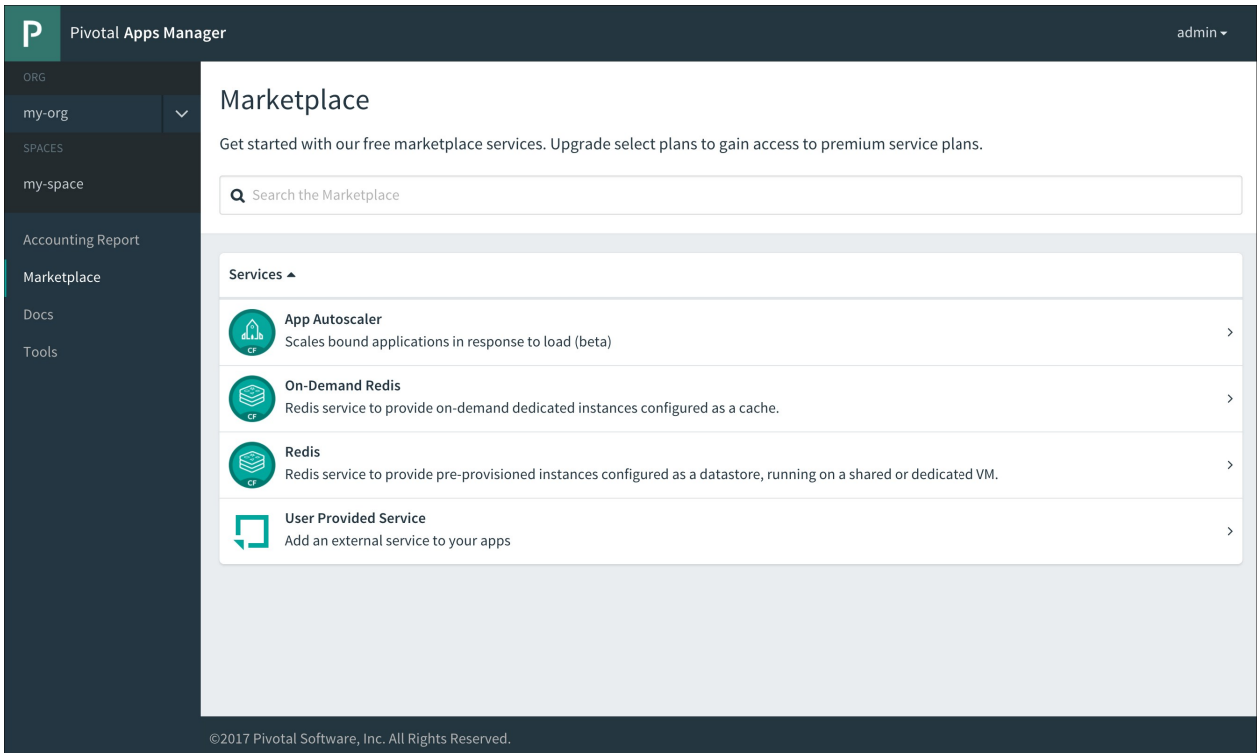 P
Pivotal Apps Manager
admin
ORG
my-org
SPACES
my-space
Accounting Report
Marketplace
Docs
Tools
Marketplace
Get started with our free marketplace services. Upgrade select plans to gain access to premium service plans.
Search the Marketplace
Services
App Autoscaler
Scales bound applications in response to load (beta)
CF
On-Demand Redis
Redis service to provide on-demand dedicated instances configured as a cache.
CF
Redis
Redis service to provide pre-provisioned instances configured as a datastore, running on a shared or dedicated VM.
CF
User Provided Service
Add an external service to your apps
©2017 Pivotal Software, Inc. All Rights Reserved.